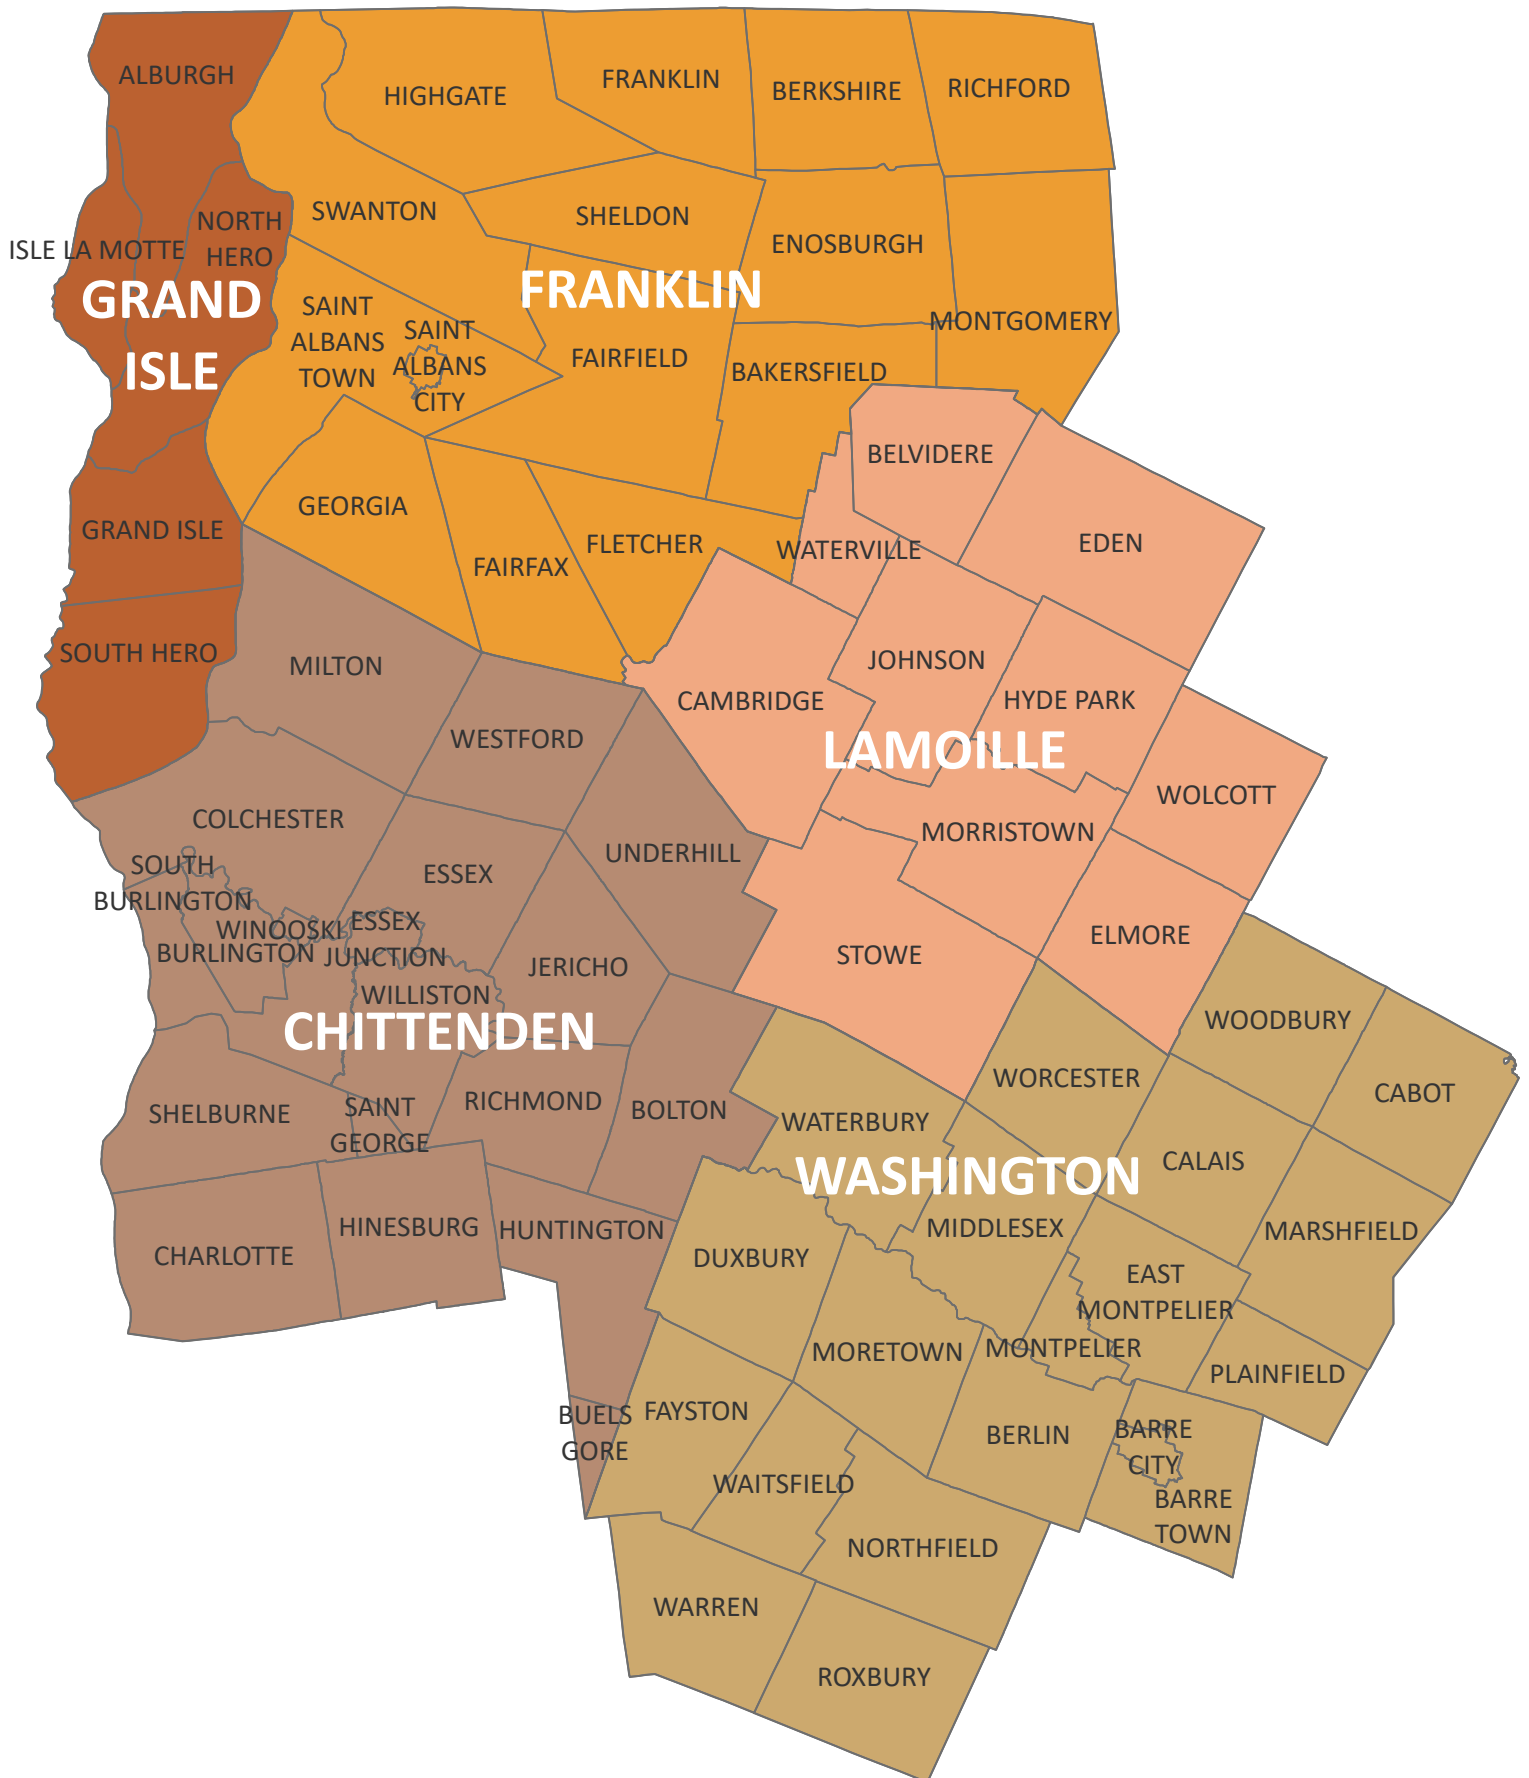 ALBURGH
HIGHGATE
FRANKLIN
BERKSHIRE
RICHFORD
ISLE LA MOTTE
NORTH
HERO
SWANTON
SHELDON
ENOSBURGH
GRAND
ISLE
FRANKLIN
SAINT
ALBANS
TOWN
SAINT
ALBANS
CITY
FAIRFIELD
BAKERSFIELD
MONTGOMERY
BELVIDERE
GRAND ISLE
GEORGIA
FAIRFAX
FLETCHER
WATERVILLE
EDEN
SOUTH HERO
MILTON
WESTFORD
CAMBRIDGE
JOHNSON
HYDE PARK
LAMOILLE
WOLCOTT
COLCHESTER
ESSEX
UNDERHILL
MORRISTOWN
SOUTH
BURLINGTON
WINOOSKI
BURLINGTON
ESSEX
JUNCTION
WILLISTON
JERICHO
STOWE
ELMORE
CHITTENDEN
SHELBURNE
SAINT
GEORGE
RICHMOND
BOLTON
WATERBURY
WORCESTER
WOODBURY
CABOT
WASHINGTON
CALAIS
CHARLOTTE
HINESBURG
HUNTINGTON
DUXBURY
MIDDLESEX
MARSHFIELD
EAST
MONTPELIER
MORETOWN
MONTPELIER
PLAINFIELD
BUELS
GORE
FAYSTON
WAITSFIELD
BERLIN
BARRE
CITY
BARRE
TOWN
NORTHFIELD
WARREN
ROXBURY